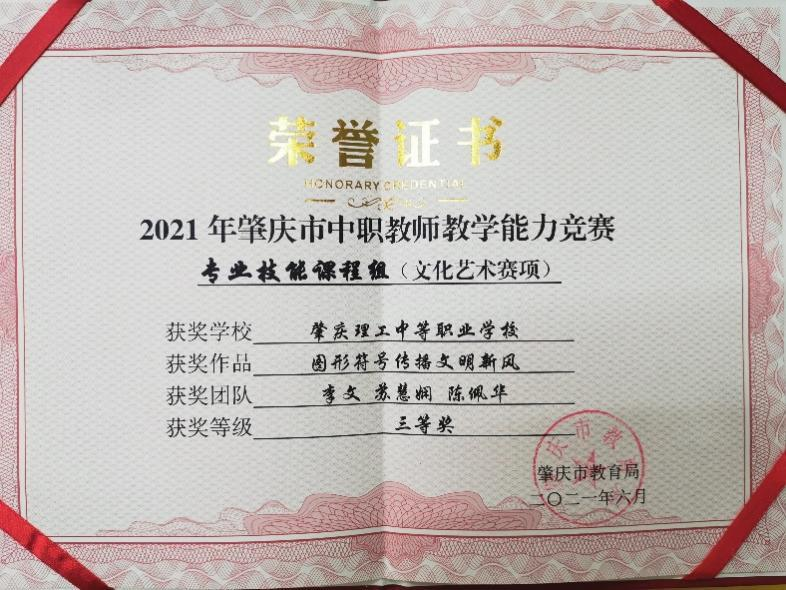 荣誉证书
HONORARY CREDENTIAL
2021年肇庆市中职教师教学能力竞赛
专业技能课程组（文化艺术赛项）
获奖学校 肇庆理工中等职业学校
获奖作品 图形符号传播文明新风
获奖团队 李文 苏慧娴 陈佩华
获奖等级 三等奖
肇庆市教育局
二〇二一年六月